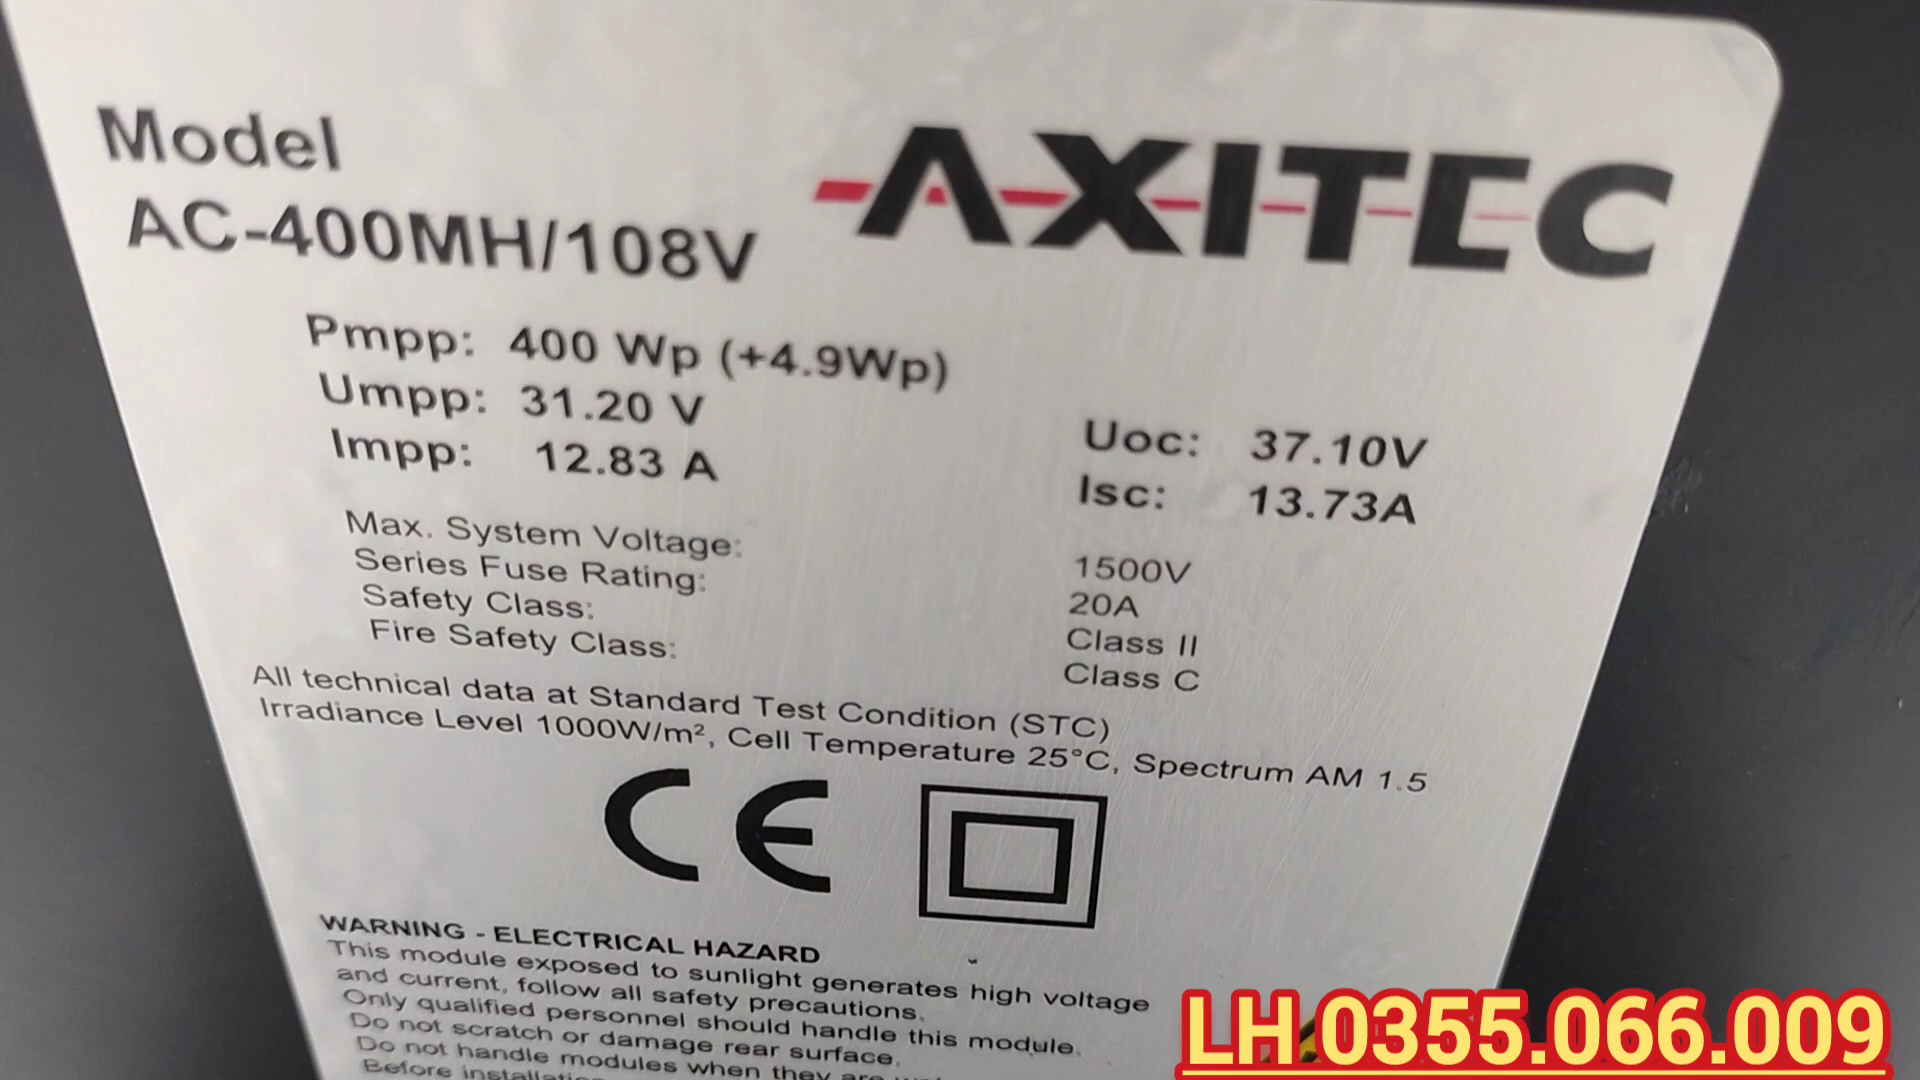 Model
AXITEC
AC-400MH/108V
Pmpp: 400 Wp (+4.9Wp)
Umpp: 31.20 V
Impp: 12.83 A
Uoc: 37.10V
Isc: 13.73A
Max. System Voltage: 1500V
Series Fuse Rating: 20A
Safety Class: Class II
Fire Safety Class: Class C
All technical data at Standard Test Condition (STC)
Irradiance Level 1000W/m², Cell Temperature 25°C, Spectrum AM 1.5
CE
WARNING - ELECTRICAL HAZARD
This module exposed to sunlight generates high voltage
and current, follow all safety precautions.
Only qualified personnel should handle this module.
Do not scratch or damage rear surface.
Do not handle modules when they are
Before
LH 0355.066.009